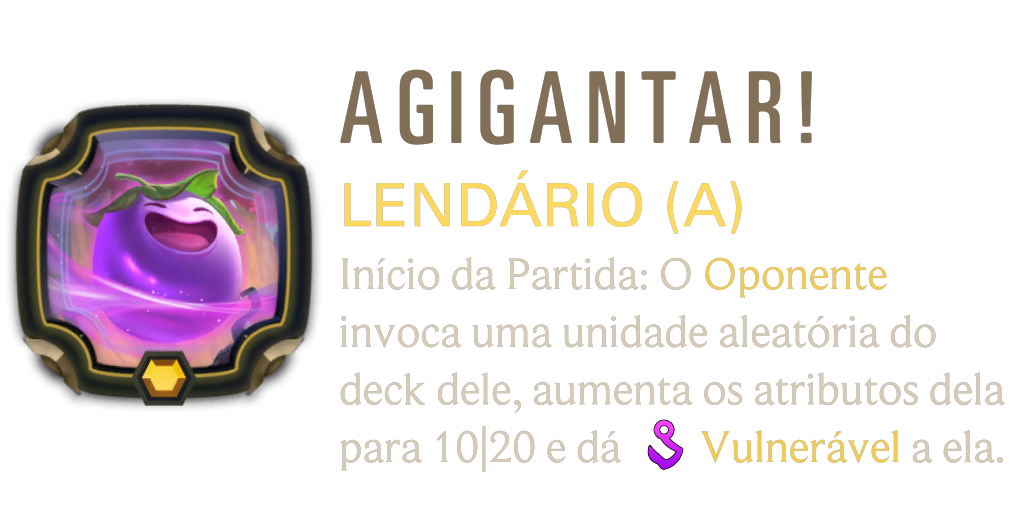 AGIGANTAR!
LENDÁRIO (A)
Início da Partida: O Oponente
invoca uma unidade aleatória do
deck dele, aumenta os atributos dela
para 10|20 e dá Vulnerável a ela.